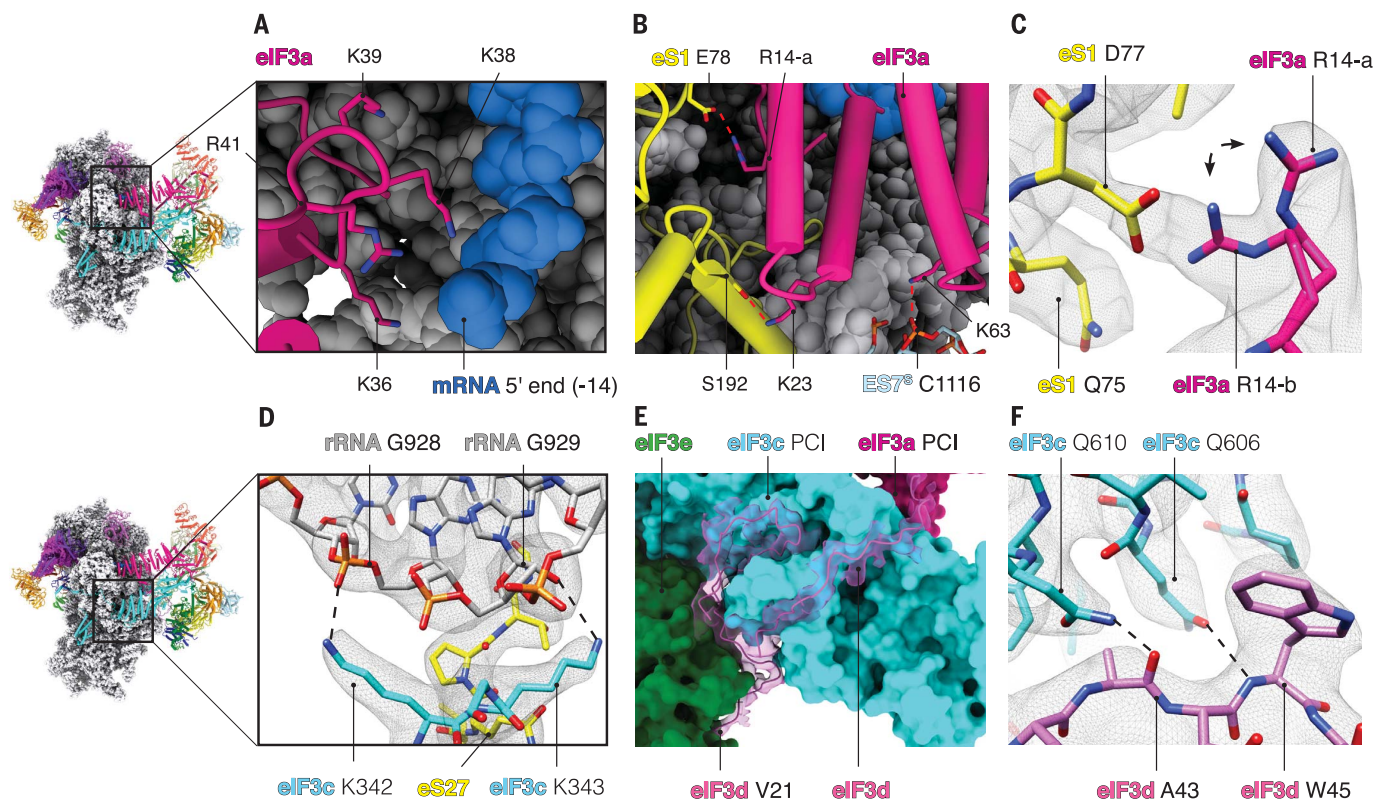 A
eIF3a K39 K38
R41
K36 mRNA 5' end (-14)
B
eS1 E78 R14-a eIF3a
K63
S192 K23 ES7ˢ C1116
C
eS1 D77
eIF3a R14-a
eS1 Q75 eIF3a R14-b
D
rRNA G928 rRNA G929
eIF3c K342 eS27 eIF3c K343
E
eIF3e eIF3c PCI eIF3a PCI
eIF3d V21 eIF3d
F
eIF3c Q610 eIF3c Q606
eIF3d A43 eIF3d W45